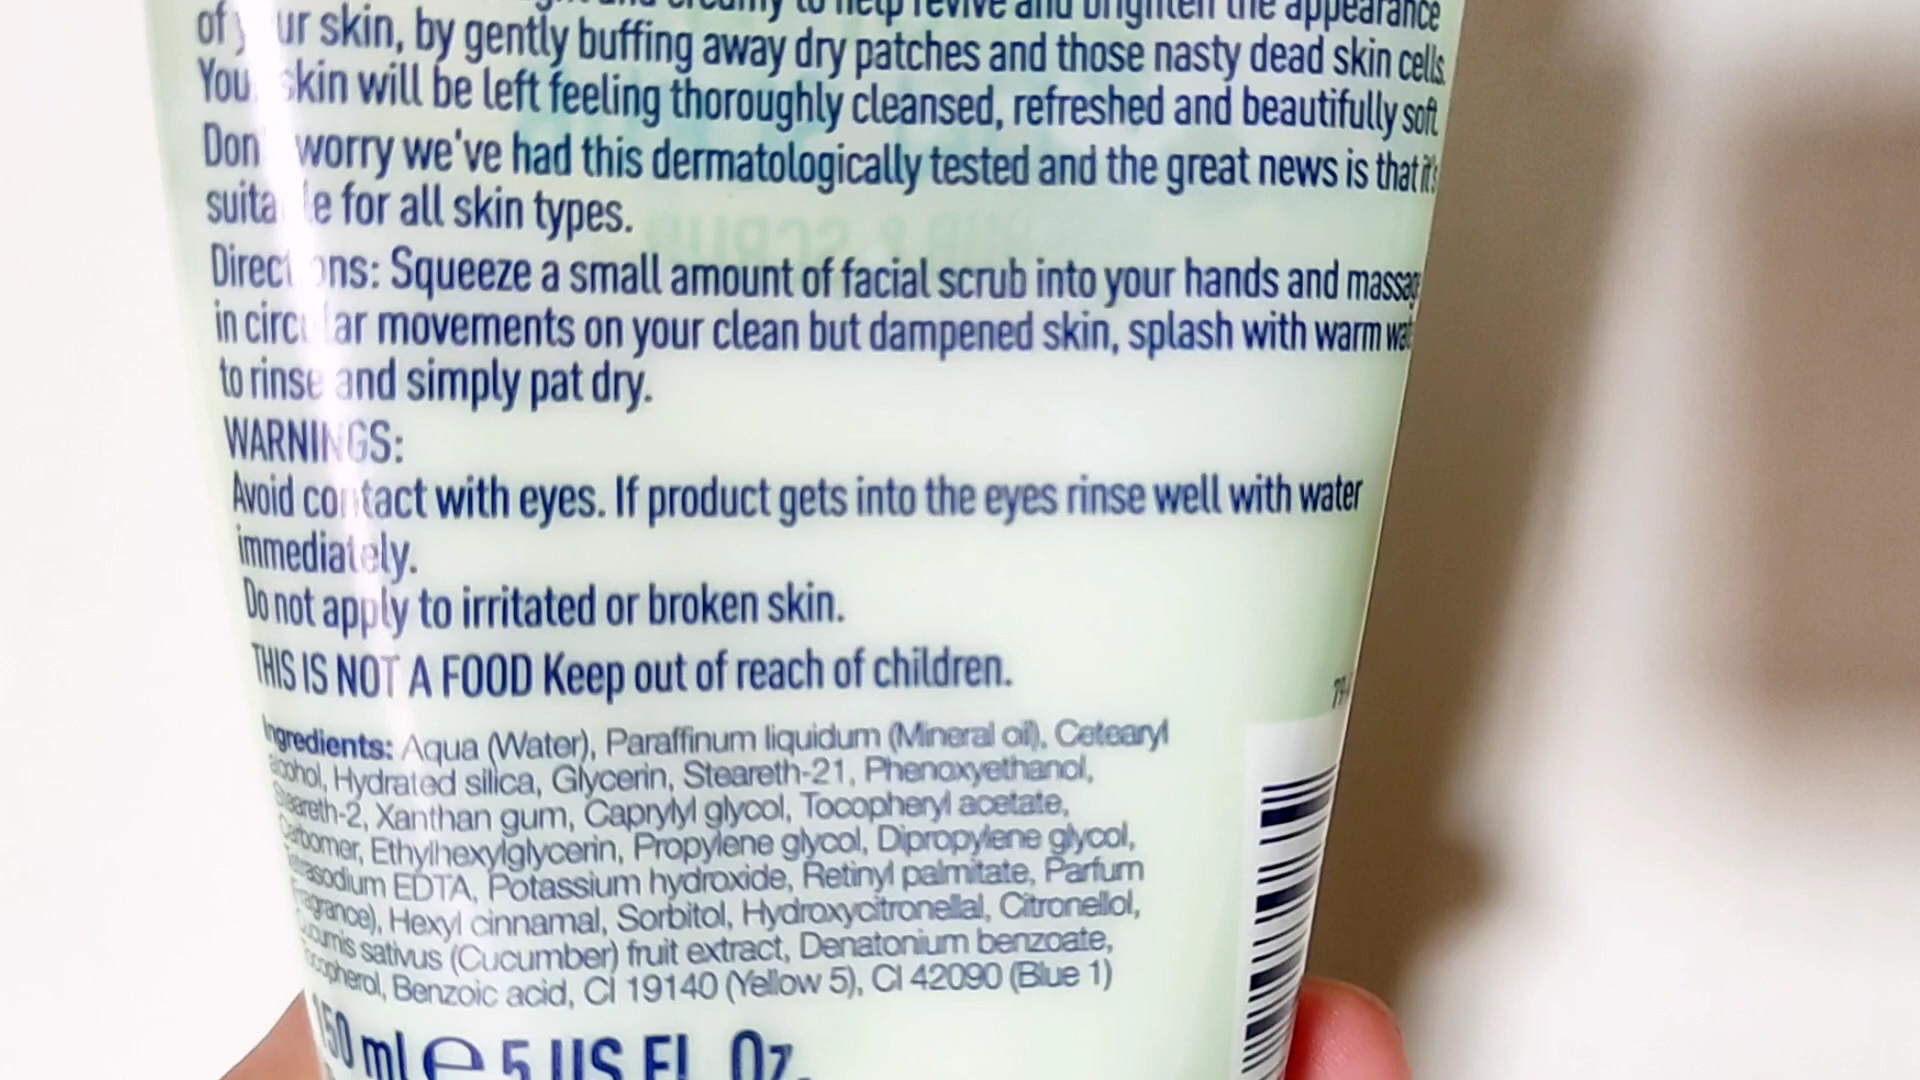 and creamy to help revive and brighten the appearance
of your skin, by gently buffing away dry patches and those nasty dead skin cells.
Your skin will be left feeling thoroughly cleansed, refreshed and beautifully soft
Don't worry we've had this dermatologically tested and the great news is that it's
suitable for all skin types.
Directions: Squeeze a small amount of facial scrub into your hands and massage
in circular movements on your clean but dampened skin, splash with warm water
to rinse and simply pat dry.
WARNINGS:
Avoid contact with eyes. If product gets into the eyes rinse well with water
immediately.
Do not apply to irritated or broken skin.
THIS IS NOT A FOOD Keep out of reach of children.
Ingredients: Aqua (Water), Paraffinum liquidum (Mineral oil), Cetearyl
alcohol, Hydrated silica, Glycerin, Steareth-21, Phenoxyethanol,
Steareth-2, Xanthan gum, Caprylyl glycol, Tocopheryl acetate,
Carbomer, Ethylhexylglycerin, Propylene glycol, Dipropylene glycol,
Tetrasodium EDTA, Potassium hydroxide, Retinyl palmitate, Parfum
(Fragrance), Hexyl cinnamal, Sorbitol, Hydroxycitronellal, Citronellol,
Cucumis sativus (Cucumber) fruit extract, Denatonium benzoate,
Tocopherol, Benzoic acid, CI 19140 (Yellow 5), CI 42090 (Blue 1)
150 ml e 5 US FL. Oz.